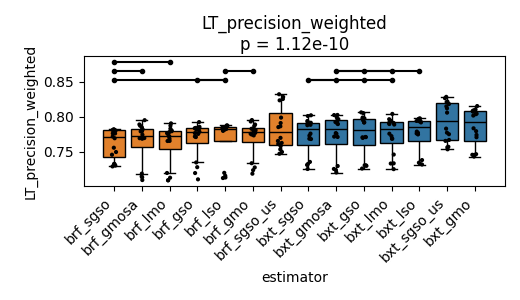 LT_precision_weighted
p = 1.12e-10
LT_precision_weighted
0.85
0.80
0.75
brf_sgso
brf_gmosa
brf_lmo
brf_gso
brf_lso
brf_gmo
brf_sgso_us
bxt_sgso
bxt_gmosa
bxt_gso
bxt_lmo
bxt_lso
bxt_sgso_us
bxt_gmo
estimator